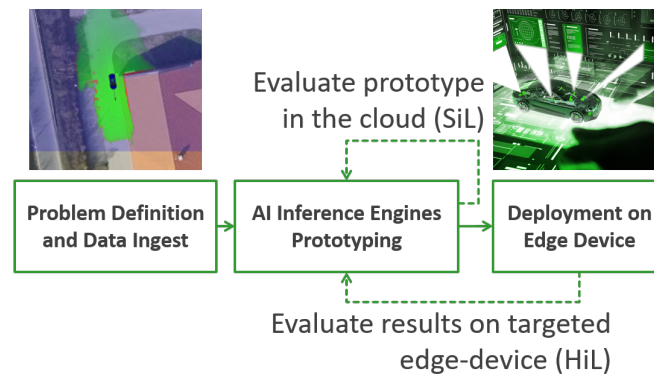 Evaluate prototype
in the cloud (SiL)
Problem Definition
and Data Ingest
AI Inference Engines
Prototyping
Deployment on
Edge Device
Evaluate results on targeted
edge-device (HiL)